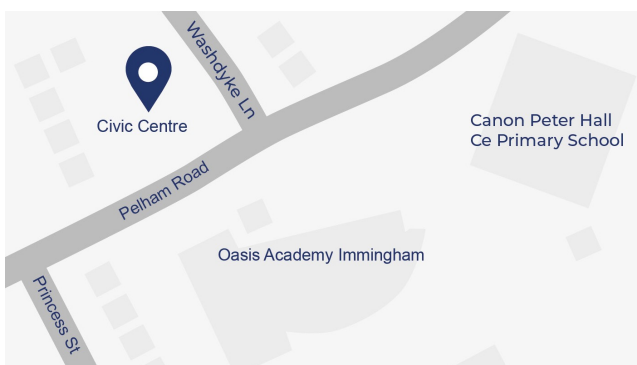 Washdyke Ln
Civic Centre
Canon Peter Hall
Ce Primary School
Pelham Road
Oasis Academy Immingham
Princess St